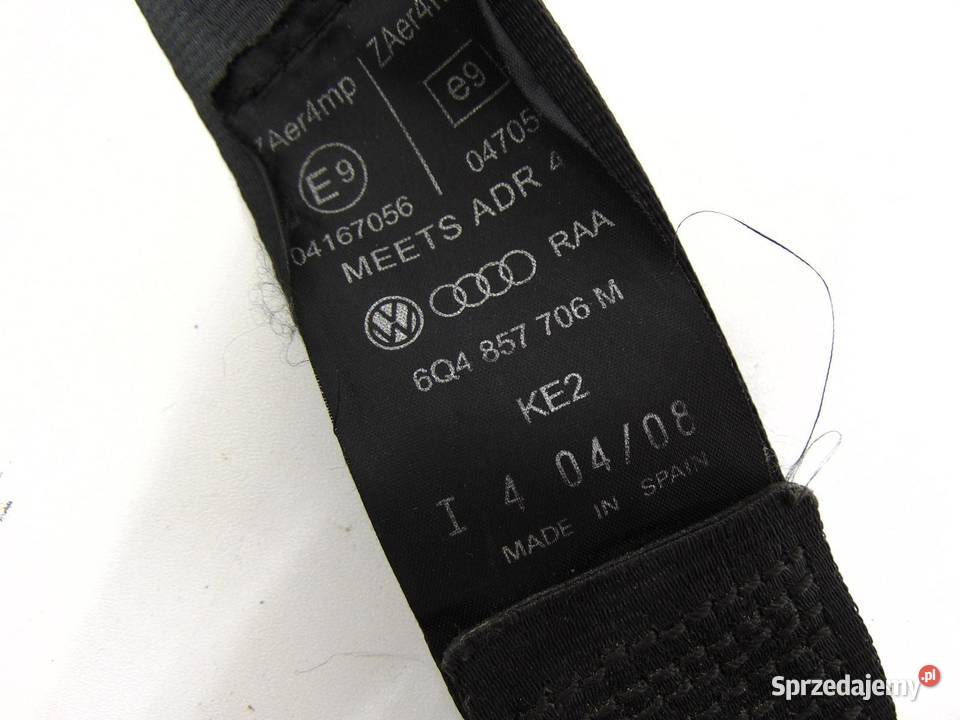 ZAer4mp
E9
04167056
e9
MEETS ADR 4
RAA
6Q4 857 706 M
KE2
I 4 04/08
MADE IN SPAIN
Sprzedajemy.pl